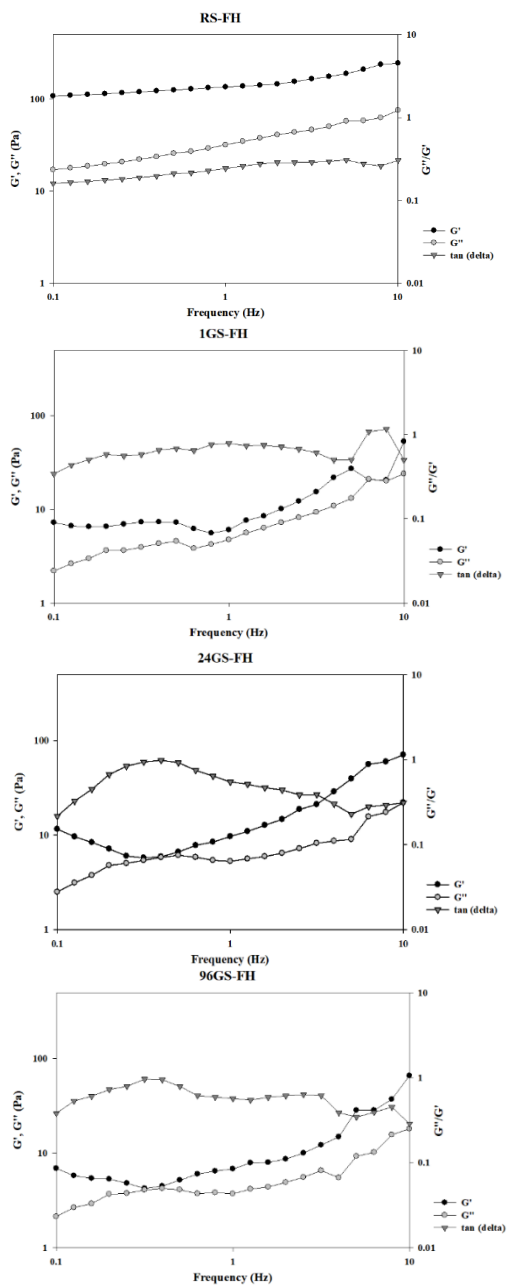 RS-FH
10
100
1
G', G'' (Pa)
G''/G'
10
0.1
G'
G''
tan (delta)
1
0.01
0.1
1
10
Frequency (Hz)
1GS-FH
10
100
1
G', G'' (Pa)
G''/G'
10
0.1
G'
G''
tan (delta)
1
0.01
0.1
1
10
Frequency (Hz)
24GS-FH
10
100
1
G', G'' (Pa)
G''/G'
10
0.1
G'
G''
tan (delta)
1
0.01
0.1
1
10
Frequency (Hz)
96GS-FH
10
100
1
G', G'' (Pa)
G''/G'
10
0.1
G'
G''
tan (delta)
1
0.01
0.1
1
10
Frequency (Hz)